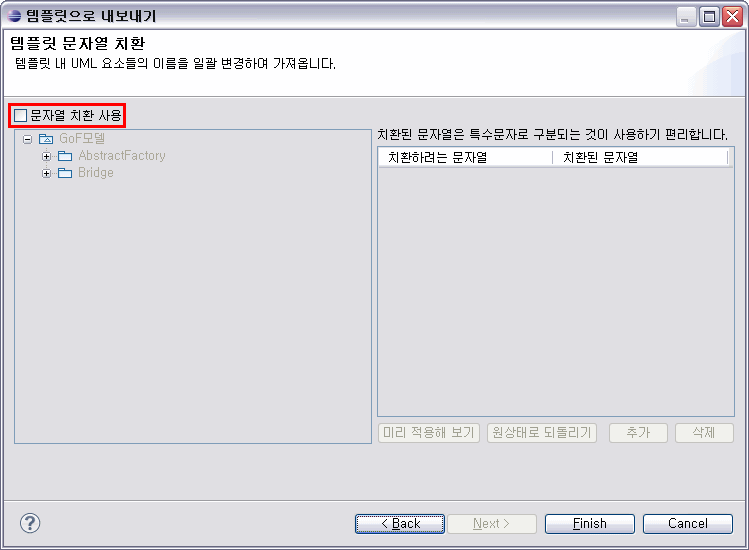 템플릿으로 내보내기
템플릿 문자열 치환
템플릿 내 UML 요소들의 이름을 일괄 변경하여 가져옵니다.
문자열 치환 사용
GoF모델
AbstractFactory
Bridge
치환된 문자열은 특수문자로 구분되는 것이 사용하기 편리합니다.
치환하려는 문자열 치환된 문자열
미리 적용해 보기 원상태로 되돌리기 추가 삭제
? < Back Next > Finish Cancel